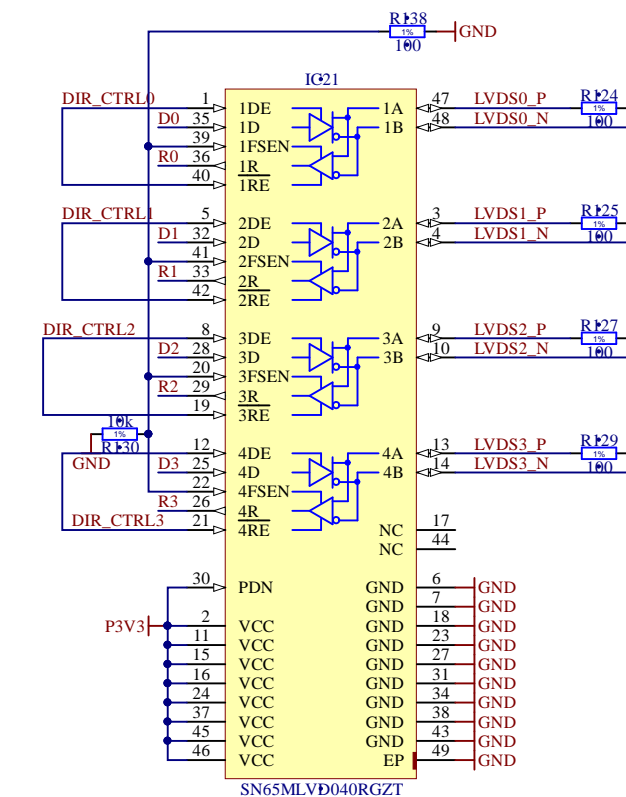 R138
1%
100
GND
IC21
DIR_CTRL0 1 1DE 1A 47 LVDS0_P R124
D0 35 1D 1B 48 LVDS0_N 1%
100
39 1FSEN
R0 36 1R
40 1RE
DIR_CTRL1 5 2DE 2A 3 LVDS1_P R125
D1 32 2D 2B 4 LVDS1_N 1%
100
41 2FSEN
R1 33 2R
42 2RE
DIR_CTRL2 8 3DE 3A 9 LVDS2_P R127
D2 28 3D 3B 10 LVDS2_N 1%
100
20 3FSEN
R2 29 3R
19 3RE
10k
1%
R130
GND
12 4DE 4A 13 LVDS3_P R129
D3 25 4D 4B 14 LVDS3_N 1%
100
22 4FSEN
R3 26 4R
DIR_CTRL3 21 4RE
NC 17
NC 44
30 PDN GND 6 GND
GND 7 GND
P3V3 2 VCC GND 18 GND
11 VCC GND 23 GND
15 VCC GND 27 GND
16 VCC GND 31 GND
24 VCC GND 34 GND
37 VCC GND 38 GND
45 VCC GND 43 GND
46 VCC EP 49 GND
SN65MLVD040RGZT